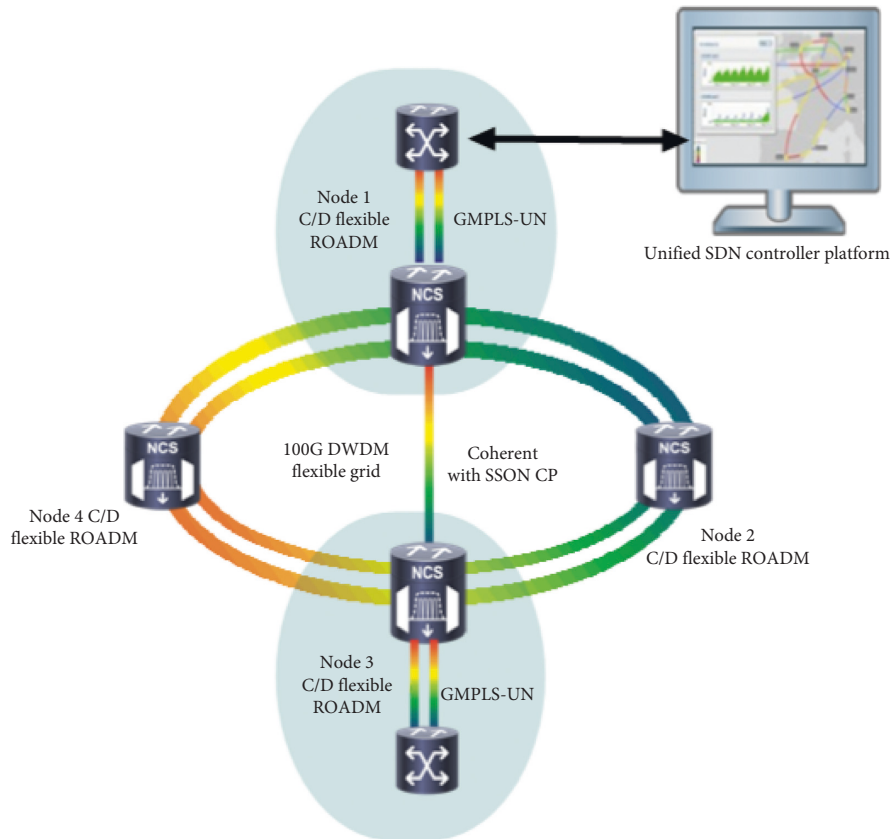 Node 1
C/D flexible
ROADM
GMPLS-UN
Unified SDN controller platform
NCS
100G DWDM
flexible grid
Coherent
with SSON CP
NCS
Node 4 C/D
flexible ROADM
NCS
Node 2
C/D flexible ROADM
NCS
Node 3
C/D flexible
ROADM
GMPLS-UN